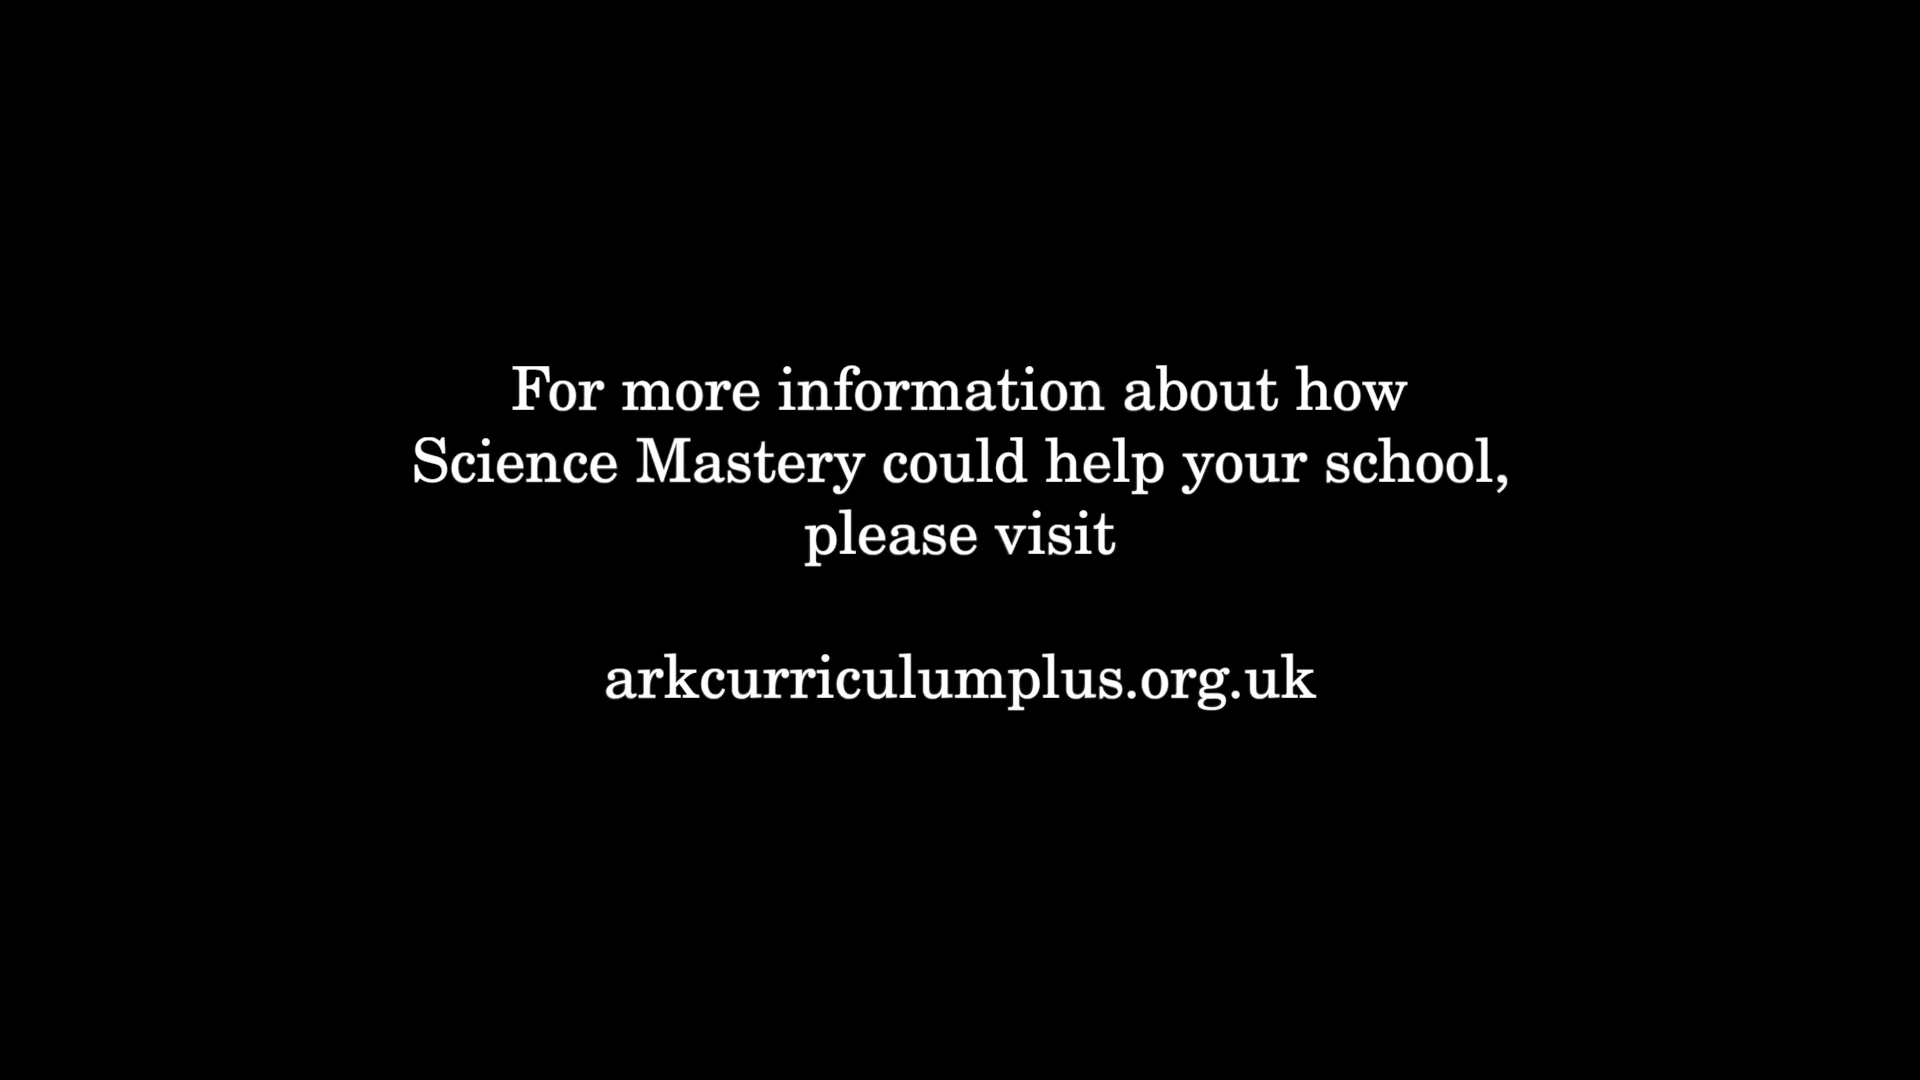 For more information about how
Science Mastery could help your school,
please visit
arkcurriculumplus.org.uk